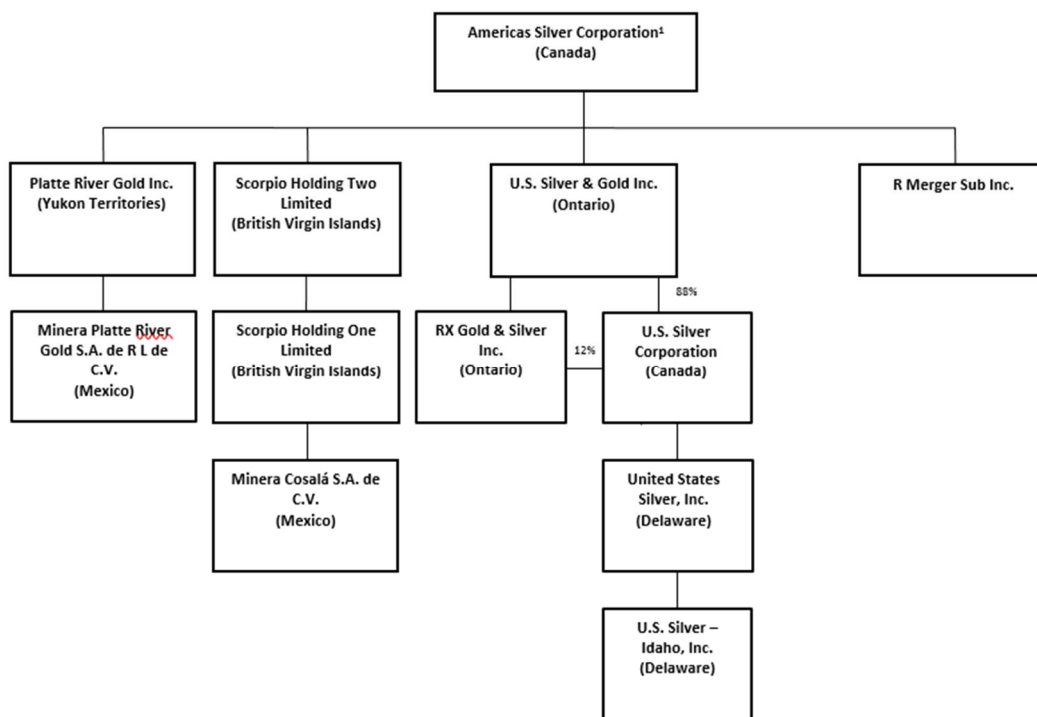 Americas Silver Corporation¹
(Canada)
Platte River Gold Inc.
(Yukon Territories)
Scorpio Holding Two
Limited
(British Virgin Islands)
U.S. Silver & Gold Inc.
(Ontario)
R Merger Sub Inc.
88%
Minera Platte River
Gold S.A. de R L de
C.V.
(Mexico)
Scorpio Holding One
Limited
(British Virgin Islands)
RX Gold & Silver
Inc.
(Ontario)
12%
U.S. Silver
Corporation
(Canada)
Minera Cosalá S.A. de
C.V.
(Mexico)
United States
Silver, Inc.
(Delaware)
U.S. Silver –
Idaho, Inc.
(Delaware)